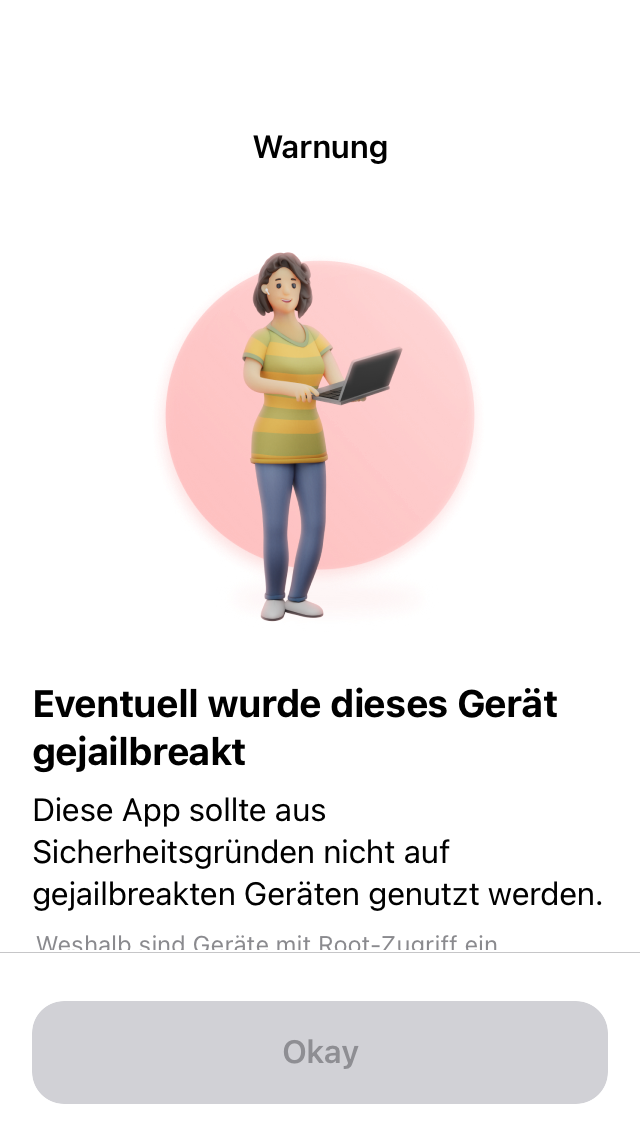 Warnung
Eventuell wurde dieses Gerät
gejailbreakt
Diese App sollte aus
Sicherheitsgründen nicht auf
gejailbreakten Geräten genutzt werden.
Weshalb sind Geräte mit Root-Zugriff ein
Okay